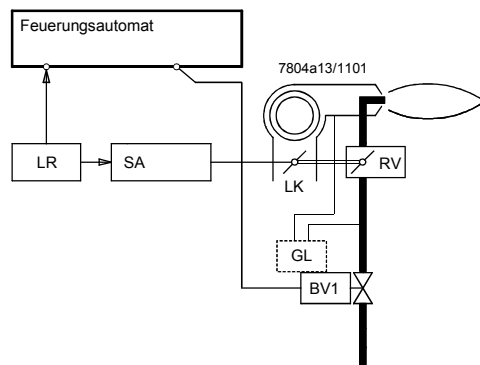 Feuerungsautomat
7804a13/1101
LR
SA
LK
RV
GL
BV1